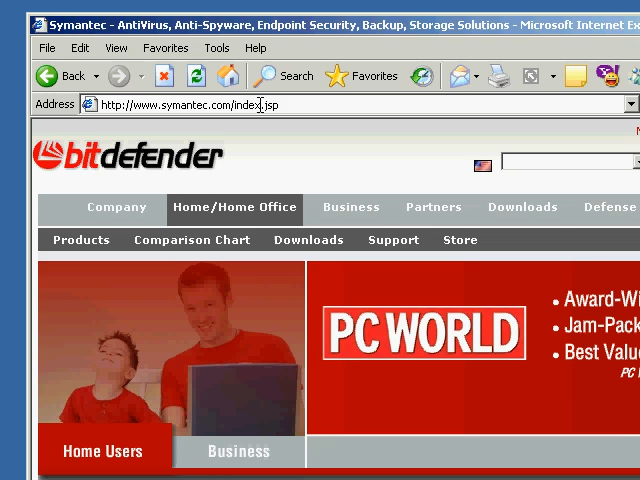 Symantec - AntiVirus, Anti-Spyware, Endpoint Security, Backup, Storage Solutions - Microsoft Internet Ex
File Edit View Favorites Tools Help
Back Search Favorites
Address http://www.symantec.com/index.jsp
bitdefender
Company Home/Home Office Business Partners Downloads Defense
Products Comparison Chart Downloads Support Store
PC WORLD
• Award-Wi
• Jam-Pack
• Best Valu
PC
Home Users Business